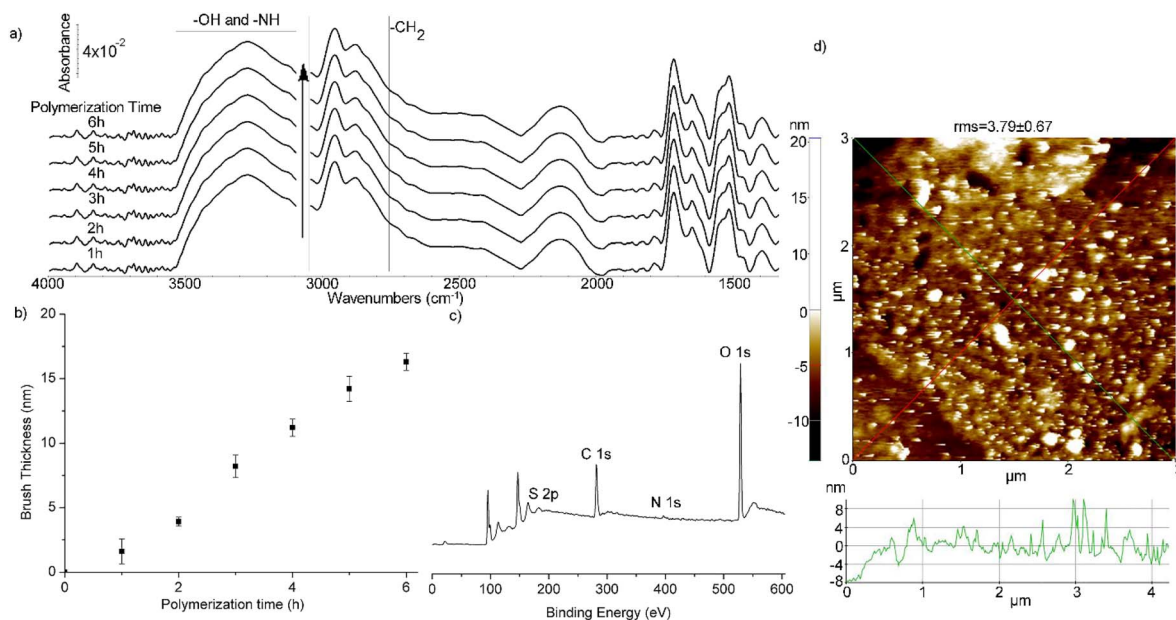 a)
-OH and -NH
-CH2
d)
Absorbance
4x10-2
Polymerization Time
6h
5h
4h
3h
2h
1h
4000 3500 3000 2500 2000 1500
Wavenumbers (cm-1)
nm
20
15
10
0
-5
-10
rms=3.79±0.67
3
2
1
0
µm
0 1 2
µm
b)
20
15
10
5
0
Brush Thickness (nm)
0 2 4 6
Polymerization time (h)
c)
O 1s
C 1s
S 2p
N 1s
0 100 200 300 400 500 600
Binding Energy (eV)
nm
8
4
0
-4
-8
0 1 2 3 4
µm